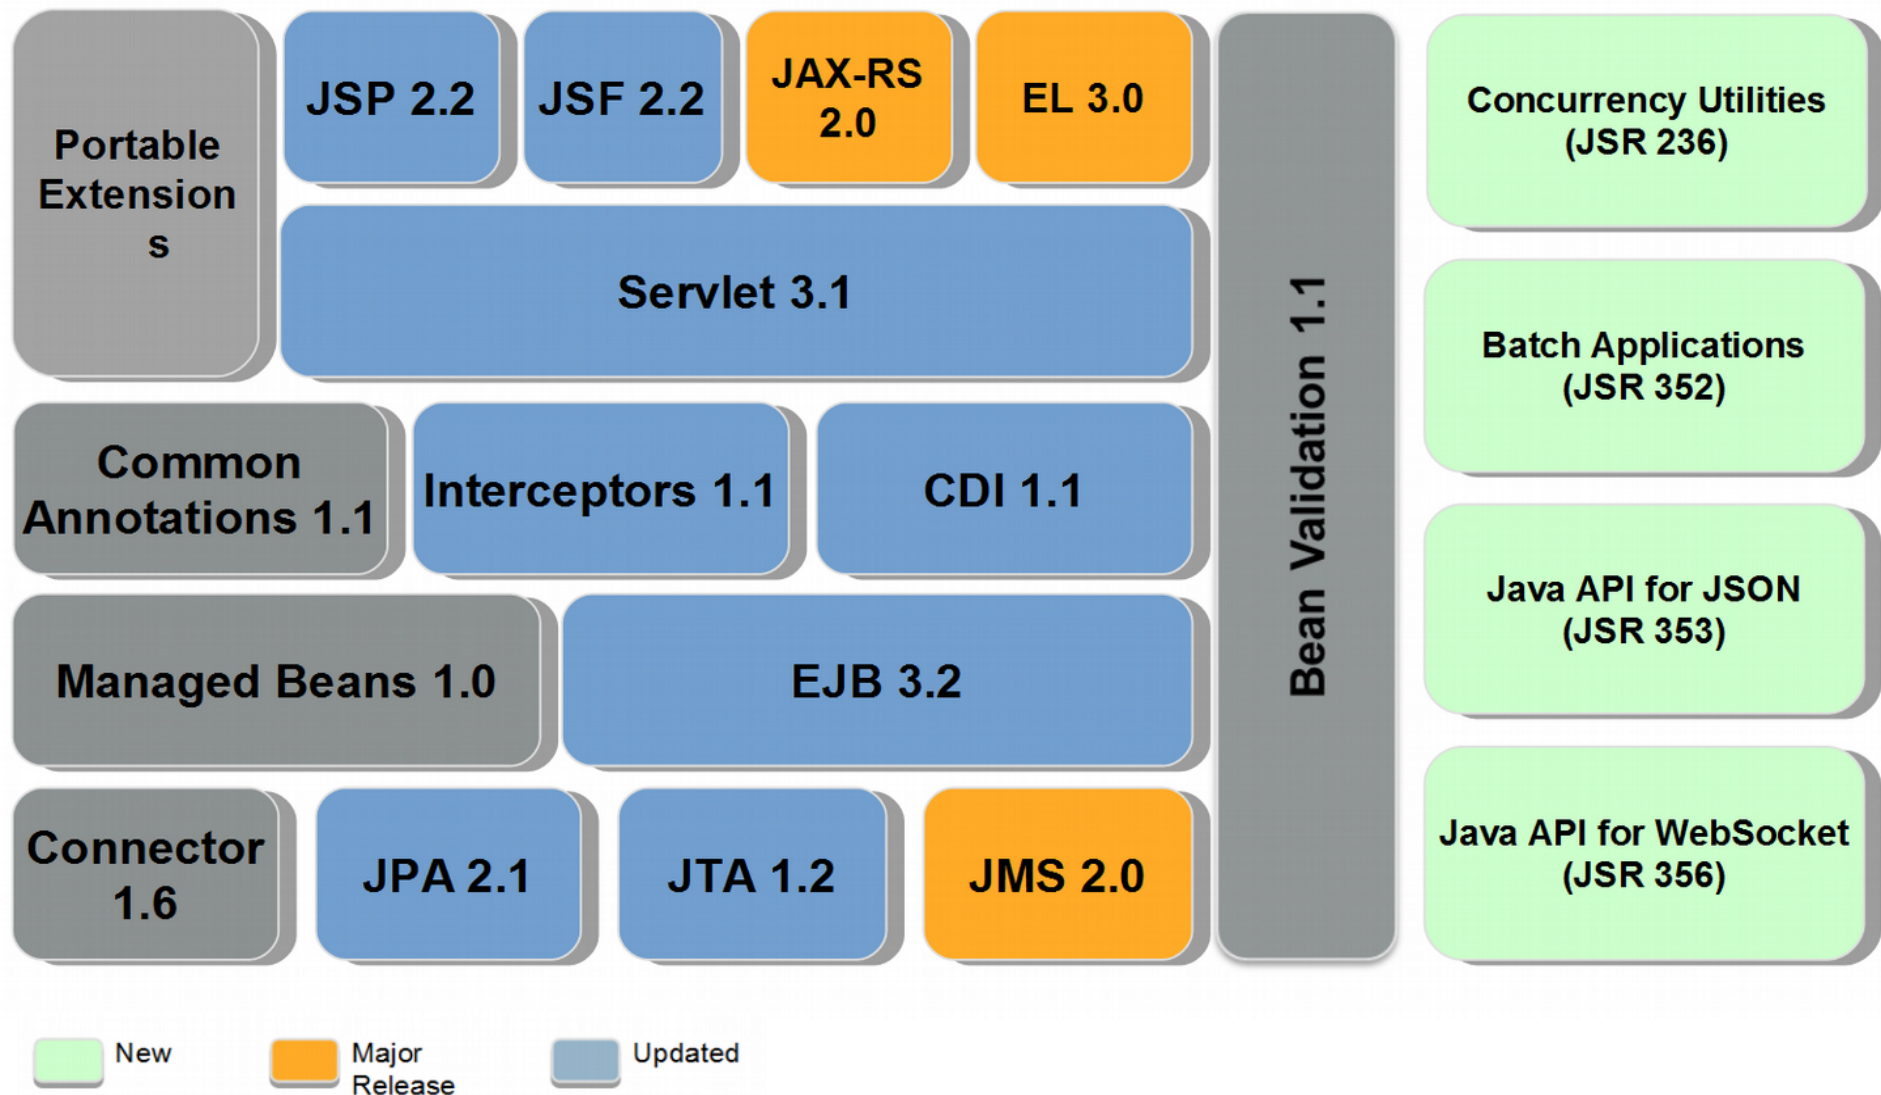 Portable
Extension
s
JSP 2.2
JSF 2.2
JAX-RS
2.0
EL 3.0
Servlet 3.1
Common
Annotations 1.1
Interceptors 1.1
CDI 1.1
Managed Beans 1.0
EJB 3.2
Connector
1.6
JPA 2.1
JTA 1.2
JMS 2.0
Bean Validation 1.1
Concurrency Utilities
(JSR 236)
Batch Applications
(JSR 352)
Java API for JSON
(JSR 353)
Java API for WebSocket
(JSR 356)
New
Major
Release
Updated